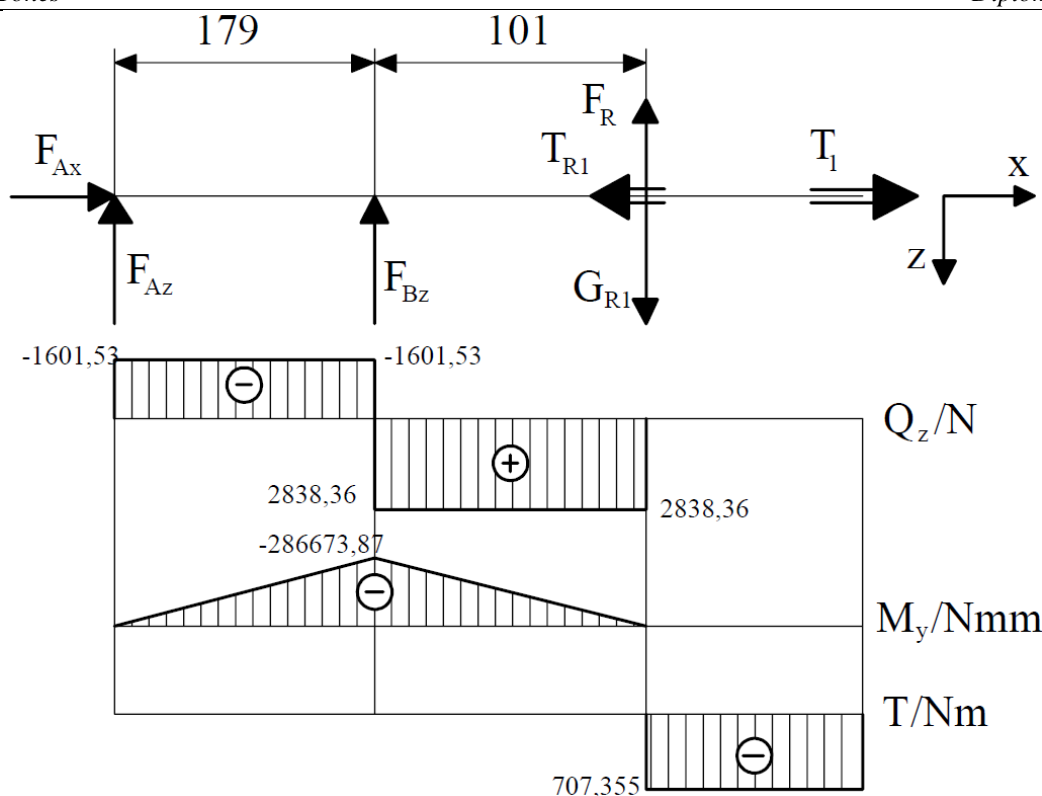 179 101
F_R
F_Ax T_R1 T_1 x
F_Az F_Bz G_R1 z
-1601,53 -1601,53
−
Q_z/N
+
2838,36 2838,36
-286673,87
−
M_y/Nmm
T/Nm
−
707,355